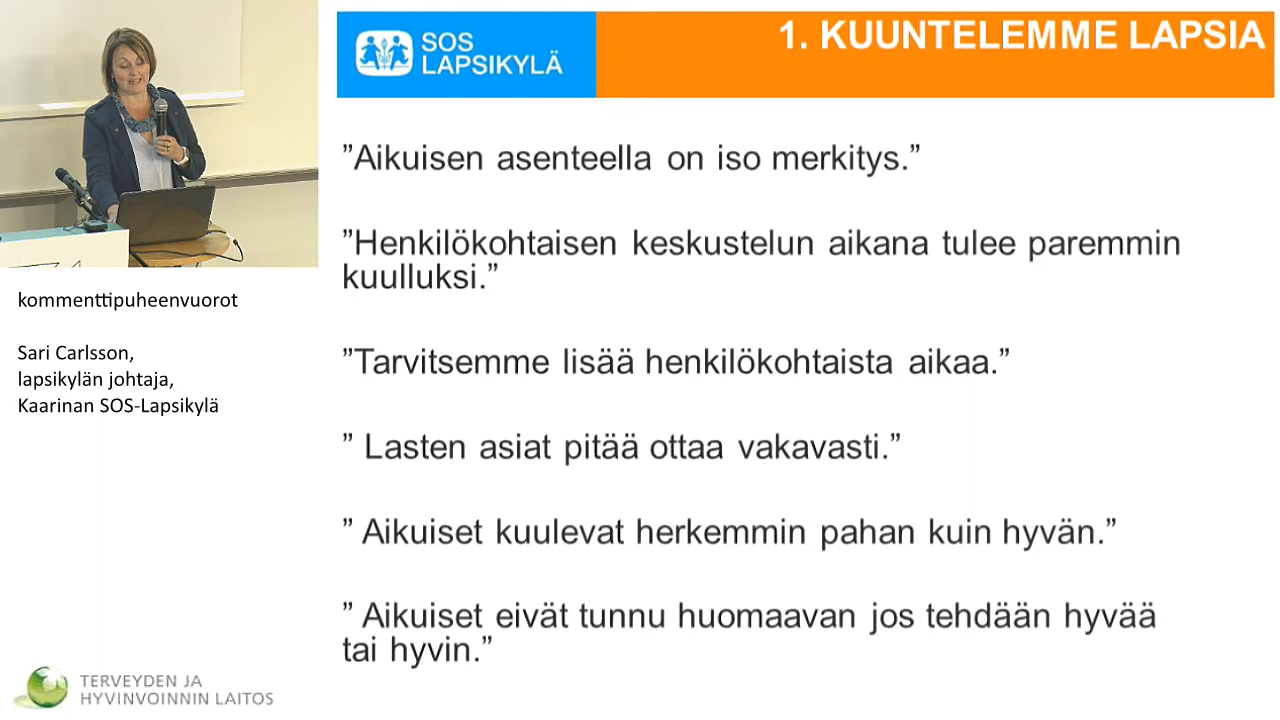 SOS
LAPSIKYLÄ
1. KUUNTELEMME LAPSIA
”Aikuisen asenteella on iso merkitys.”
”Henkilökohtaisen keskustelun aikana tulee paremmin
kuulluksi.”
”Tarvitsemme lisää henkilökohtaista aikaa.”
” Lasten asiat pitää ottaa vakavasti.”
” Aikuiset kuulevat herkemmin pahan kuin hyvän.”
” Aikuiset eivät tunnu huomaavan jos tehdään hyvää
tai hyvin.”
kommenttipuheenvuorot
Sari Carlsson,
lapsikylän johtaja,
Kaarinan SOS-Lapsikylä
TERVEYDEN JA
HYVINVOINNIN LAITOS